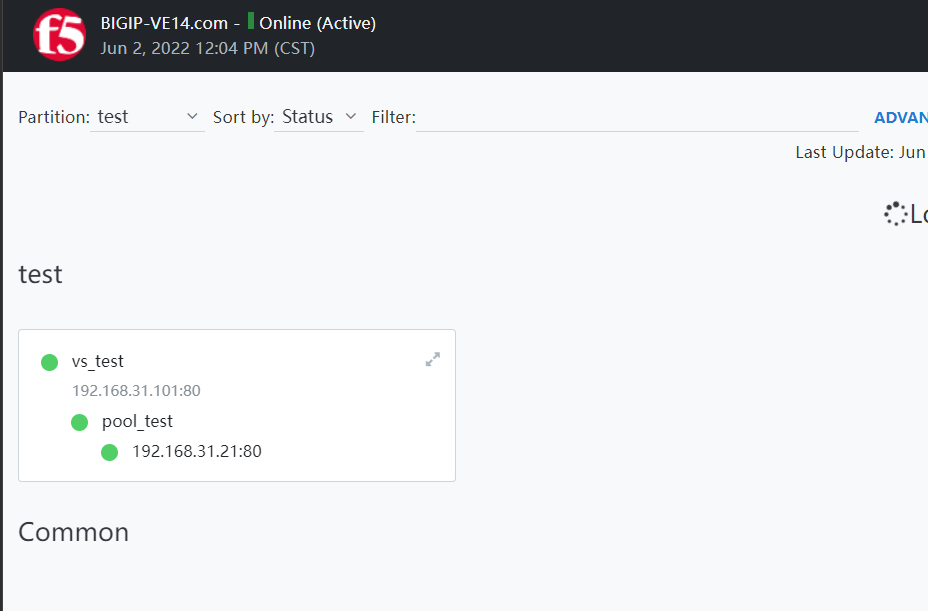 f5
BIGIP-VE14.com - Online (Active)
Jun 2, 2022 12:04 PM (CST)
Partition: test Sort by: Status Filter: ADVAN
Last Update: Jun
Lo
test
vs_test
192.168.31.101:80
pool_test
192.168.31.21:80
Common